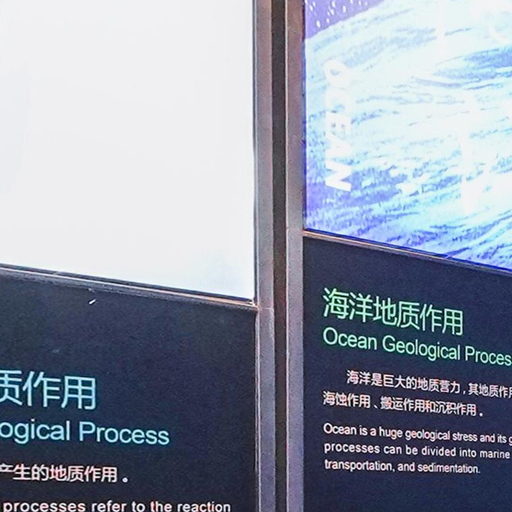 质作用
ological Process
产生的地质作用。
processes refer to the reaction
OCEAN
海洋地质作用
Ocean Geological Proces
海洋是巨大的地质营力，其地质作用
海蚀作用、搬运作用和沉积作用。
Ocean is a huge geological stress and its g
processes can be divided into marine
transportation, and sedimentation.